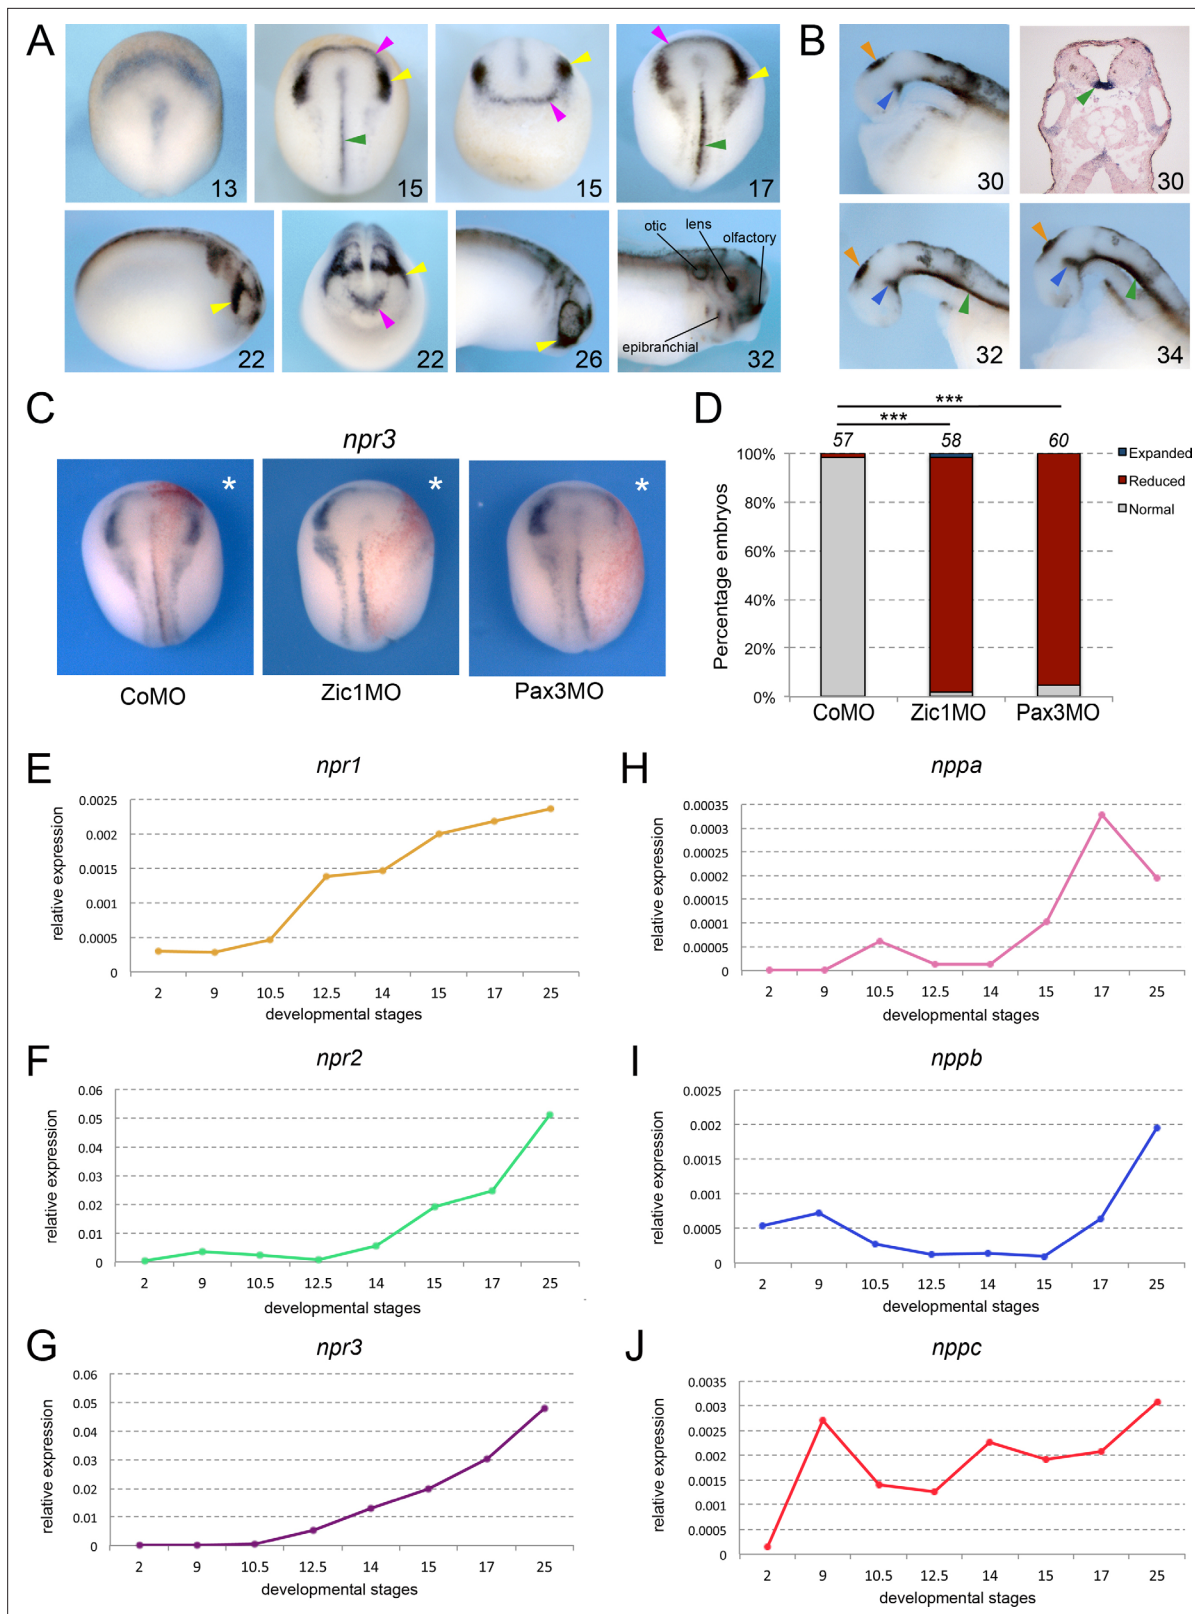 A
13
15
15
17
22
22
26
otic
lens
olfactory
epibranchial
32
B
30
30
32
34
C
npr3
*
*
*
CoMO
Zic1MO
Pax3MO
D
***
***
57
58
60
100%
80%
60%
40%
20%
0%
Percentage embryos
CoMO
Zic1MO
Pax3MO
Expanded
Reduced
Normal
E
npr1
relative expression
0.0025
0.002
0.0015
0.001
0.0005
0
2 9 10.5 12.5 14 15 17 25
developmental stages
F
npr2
relative expression
0.06
0.05
0.04
0.03
0.02
0.01
0
2 9 10.5 12.5 14 15 17 25
developmental stages
G
npr3
relative expression
0.06
0.05
0.04
0.03
0.02
0.01
0
2 9 10.5 12.5 14 15 17 25
developmental stages
H
nppa
relative expression
0.00035
0.0003
0.00025
0.0002
0.00015
0.0001
0.00005
0
2 9 10.5 12.5 14 15 17 25
developmental stages
I
nppb
relative expression
0.0025
0.002
0.0015
0.001
0.0005
0
2 9 10.5 12.5 14 15 17 25
developmental stages
J
nppc
relative expression
0.0035
0.003
0.0025
0.002
0.0015
0.001
0.0005
0
2 9 10.5 12.5 14 15 17 25
developmental stages